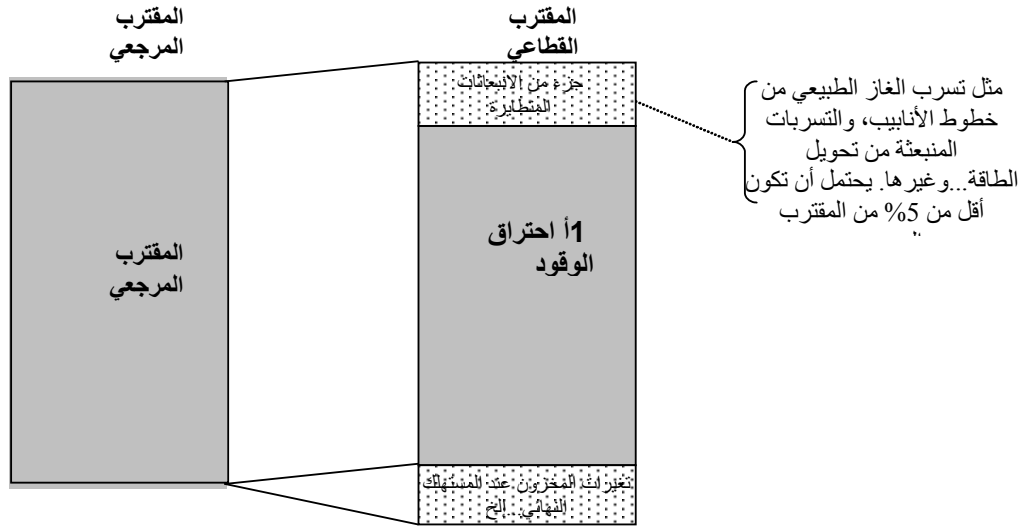 المقترب
المرجعي
المقترب
القطاعي
جزء من الانبعاثات
المتطايرة
مثل تسرب الغاز الطبيعي من
خطوط الأنابيب، والتسربات
المنبعثة من تحويل
الطاقة...وغيرها. يحتمل أن تكون
أقل من 5% من المقترب
1أ احتراق
الوقود
المقترب
المرجعي
تغيرات المخزون عند المستهلك
النهائي...إلخ